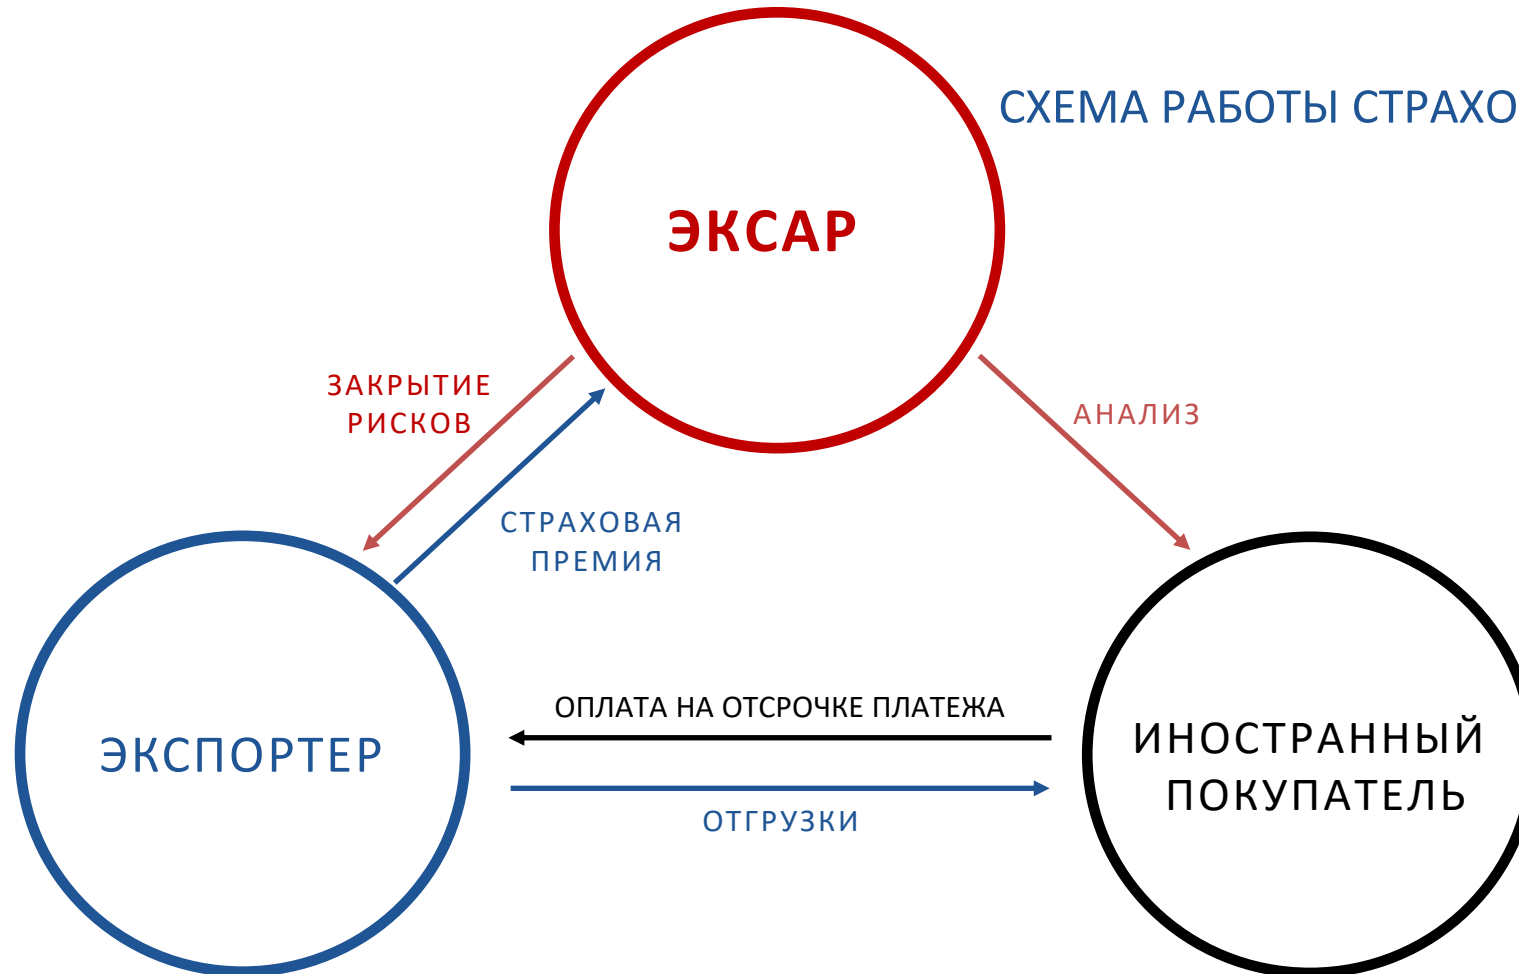 СХЕМА РАБОТЫ СТРАХО
ЭКСАР
ЗАКРЫТИЕ
РИСКОВ
АНАЛИЗ
СТРАХОВАЯ
ПРЕМИЯ
ОПЛАТА НА ОТСРОЧКЕ ПЛАТЕЖА
ЭКСПОРТЕР
ИНОСТРАННЫЙ
ПОКУПАТЕЛЬ
ОТГРУЗКИ